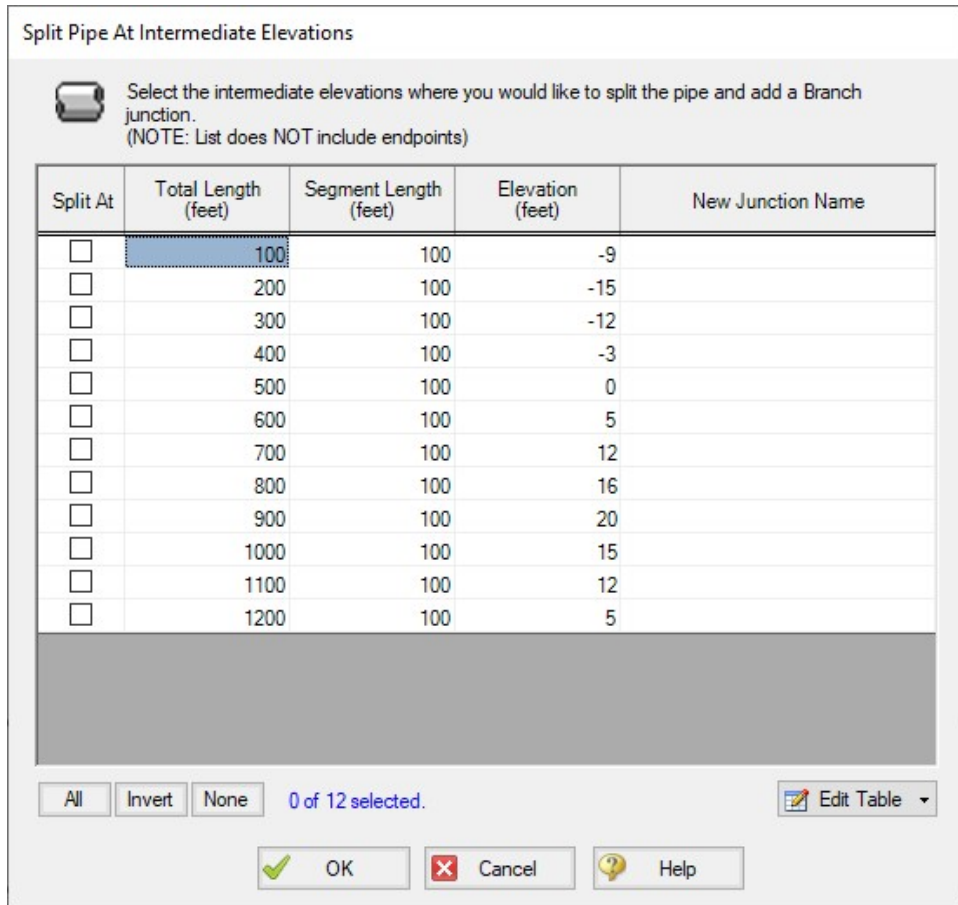 Split Pipe At Intermediate Elevations
Select the intermediate elevations where you would like to split the pipe and add a Branch
junction.
(NOTE: List does NOT include endpoints)
Split At Total Length (feet) Segment Length (feet) Elevation (feet) New Junction Name
100 100 -9
200 100 -15
300 100 -12
400 100 -3
500 100 0
600 100 5
700 100 12
800 100 16
900 100 20
1000 100 15
1100 100 12
1200 100 5
All Invert None 0 of 12 selected. Edit Table
OK Cancel Help